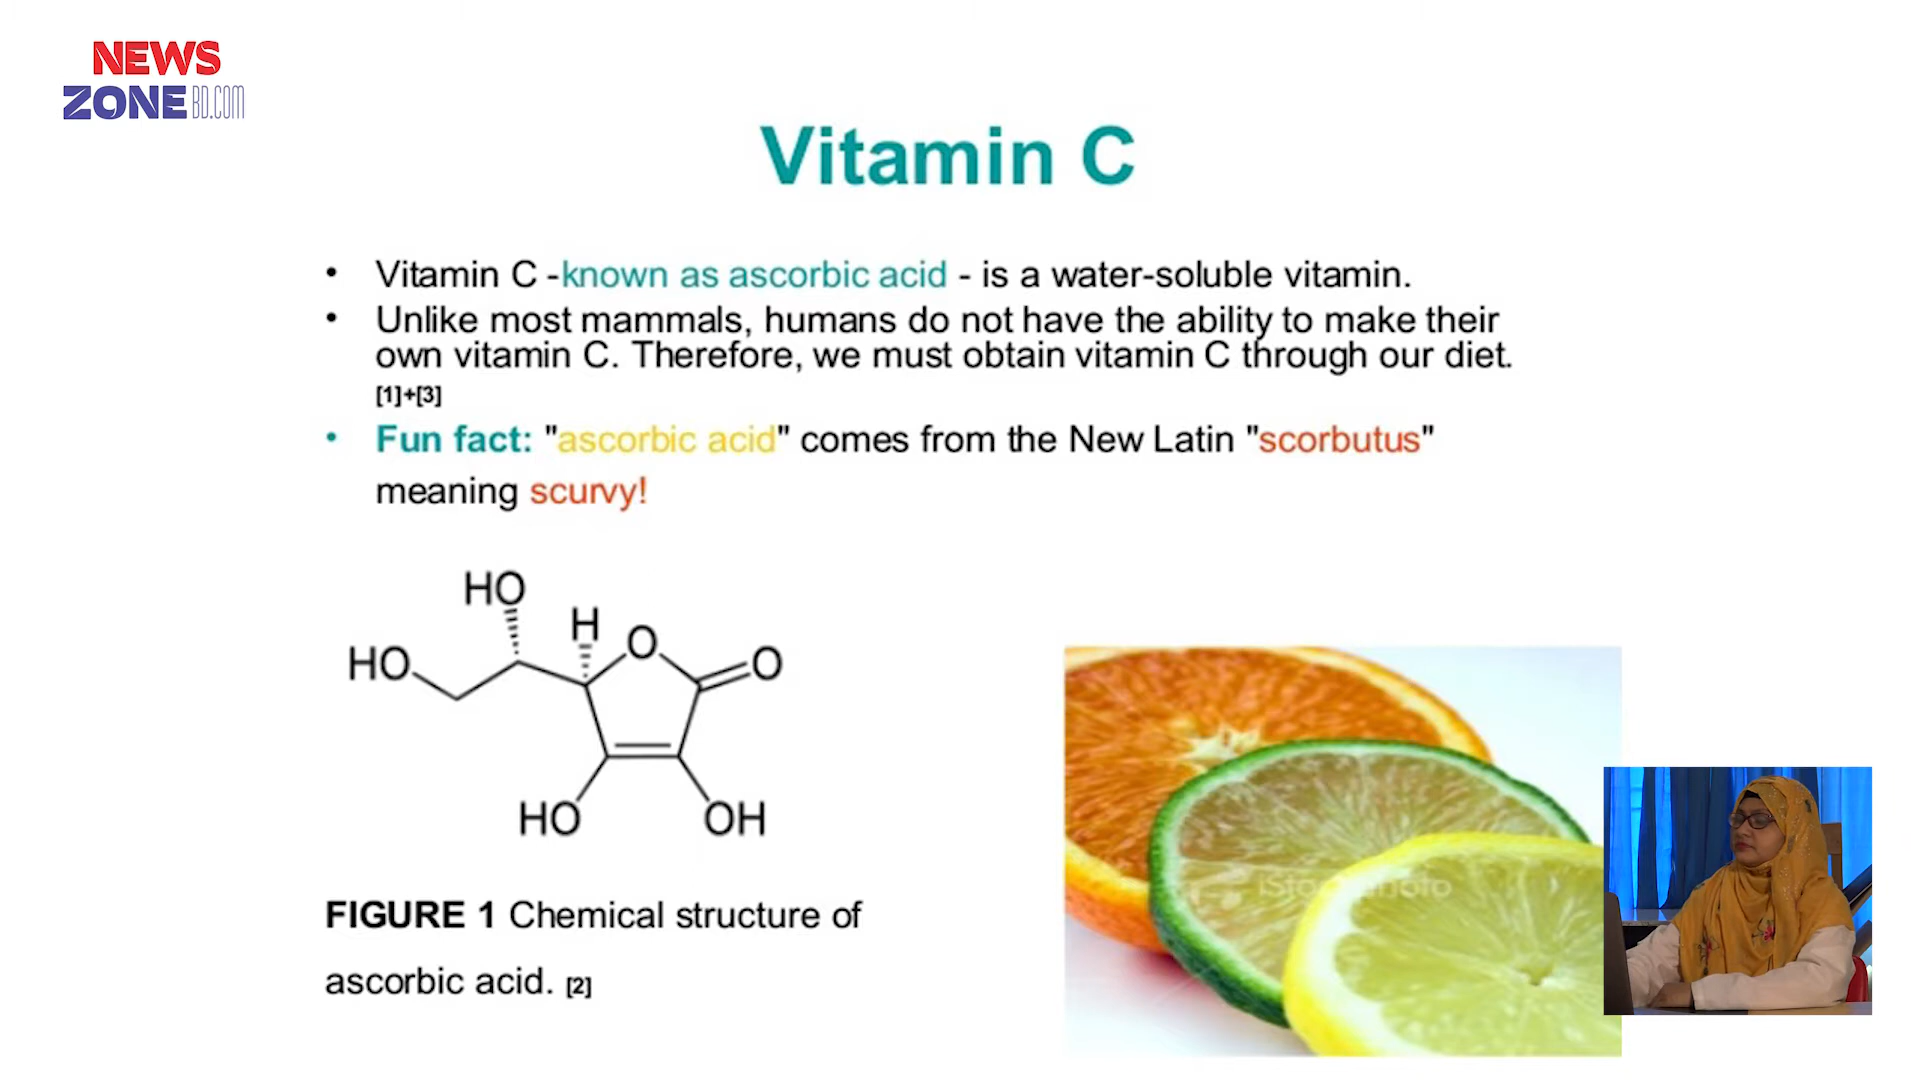 NEWS
ZONE BD.COM
Vitamin C
• Vitamin C -known as ascorbic acid - is a water-soluble vitamin.
• Unlike most mammals, humans do not have the ability to make their
own vitamin C. Therefore, we must obtain vitamin C through our diet.
[1]+[3]
• Fun fact: "ascorbic acid" comes from the New Latin "scorbutus"
meaning scurvy!
HO
H
O
HO
O
HO
OH
iStockphoto
FIGURE 1 Chemical structure of
ascorbic acid. [2]